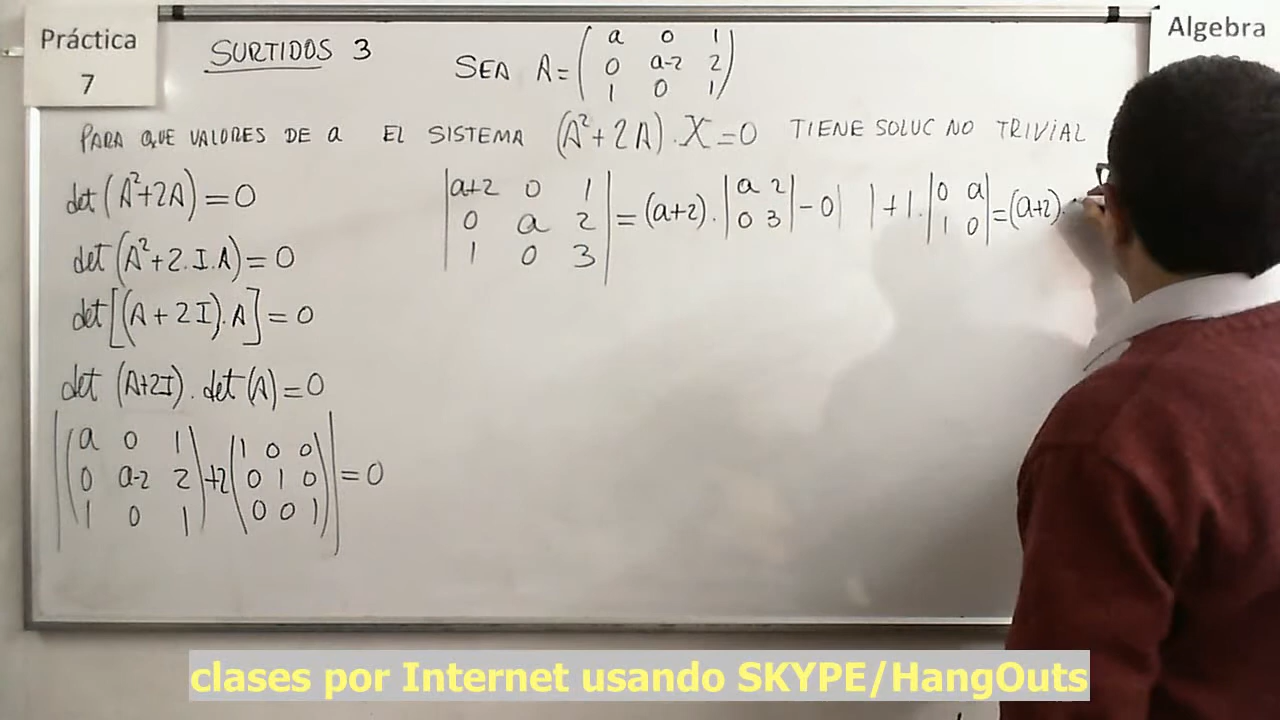 Práctica
7
Algebra
SURTIDOS 3
SEA A = ( a 0 1
0 a-2 2
1 0 1 )
PARA QUE VALORES DE a EL SISTEMA (A²+2A).X=0 TIENE SOLUC NO TRIVIAL
det (A²+2A) = 0
det (A²+2.I.A) = 0
det [(A+2I).A] = 0
det (A+2I). det (A) = 0
| ( a 0 1 ) +2 ( 1 0 0 ) | = 0
0 a-2 2 0 1 0
1 0 1 0 0 1
| a+2 0 1 | = (a+2). | a 2 | - 0 | | + 1. | 0 a | = (a+2).
0 a 2 0 3 1 0
1 0 3
clases por Internet usando SKYPE/HangOuts